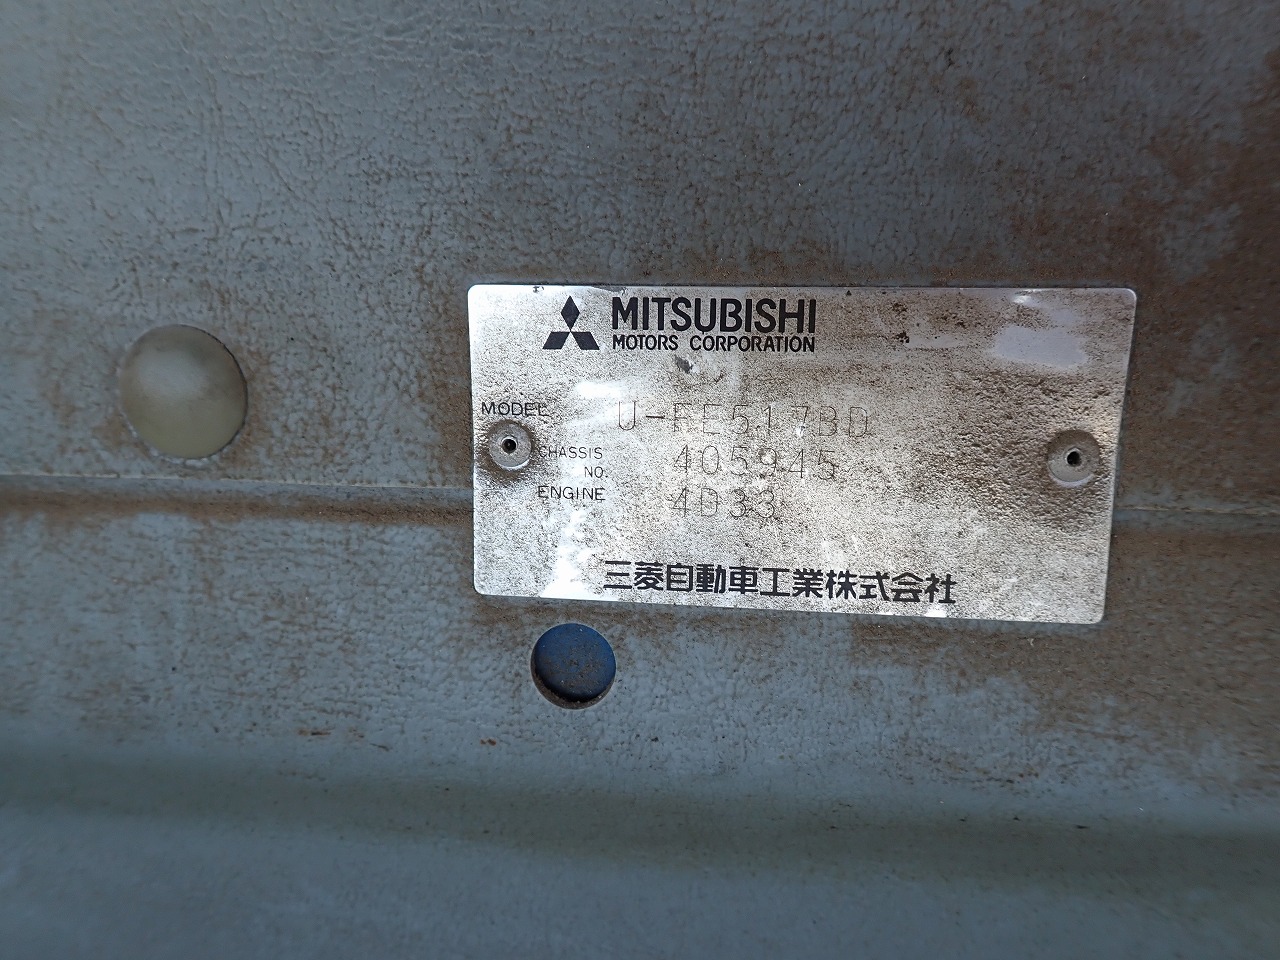 MITSUBISHI
MOTORS CORPORATION
MODEL U-FE517BD
CHASSIS NO. 405945
ENGINE 4D33
三菱自動車工業株式会社